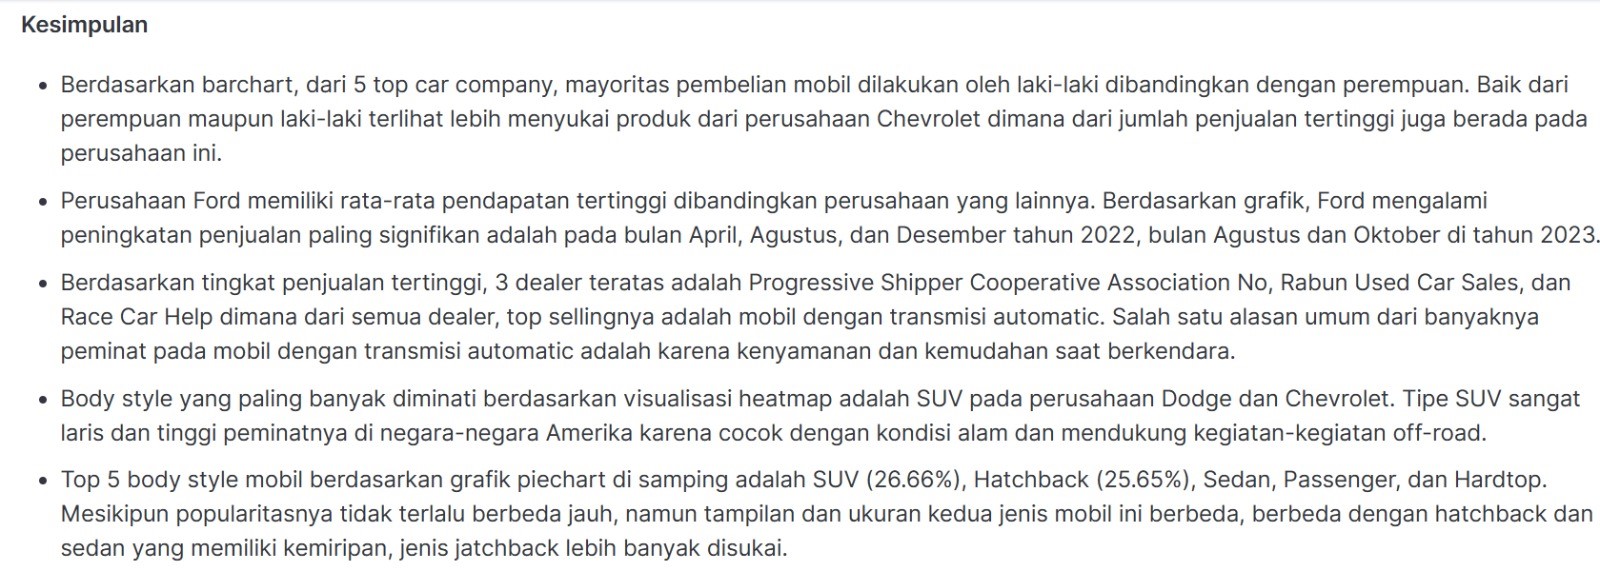 Kesimpulan
• Berdasarkan barchart, dari 5 top car company, mayoritas pembelian mobil dilakukan oleh laki-laki dibandingkan dengan perempuan. Baik dari
perempuan maupun laki-laki terlihat lebih menyukai produk dari perusahaan Chevrolet dimana dari jumlah penjualan tertinggi juga berada pada
perusahaan ini.
• Perusahaan Ford memiliki rata-rata pendapatan tertinggi dibandingkan perusahaan yang lainnya. Berdasarkan grafik, Ford mengalami
peningkatan penjualan paling signifikan adalah pada bulan April, Agustus, dan Desember tahun 2022, bulan Agustus dan Oktober di tahun 2023.
• Berdasarkan tingkat penjualan tertinggi, 3 dealer teratas adalah Progressive Shipper Cooperative Association No, Rabun Used Car Sales, dan
Race Car Help dimana dari semua dealer, top sellingnya adalah mobil dengan transmisi automatic. Salah satu alasan umum dari banyaknya
peminat pada mobil dengan transmisi automatic adalah karena kenyamanan dan kemudahan saat berkendara.
• Body style yang paling banyak diminati berdasarkan visualisasi heatmap adalah SUV pada perusahaan Dodge dan Chevrolet. Tipe SUV sangat
laris dan tinggi peminatnya di negara-negara Amerika karena cocok dengan kondisi alam dan mendukung kegiatan-kegiatan off-road.
• Top 5 body style mobil berdasarkan grafik piechart di samping adalah SUV (26.66%), Hatchback (25.65%), Sedan, Passenger, dan Hardtop.
Mesikipun popularitasnya tidak terlalu berbeda jauh, namun tampilan dan ukuran kedua jenis mobil ini berbeda, berbeda dengan hatchback dan
sedan yang memiliki kemiripan, jenis jatchback lebih banyak disukai.